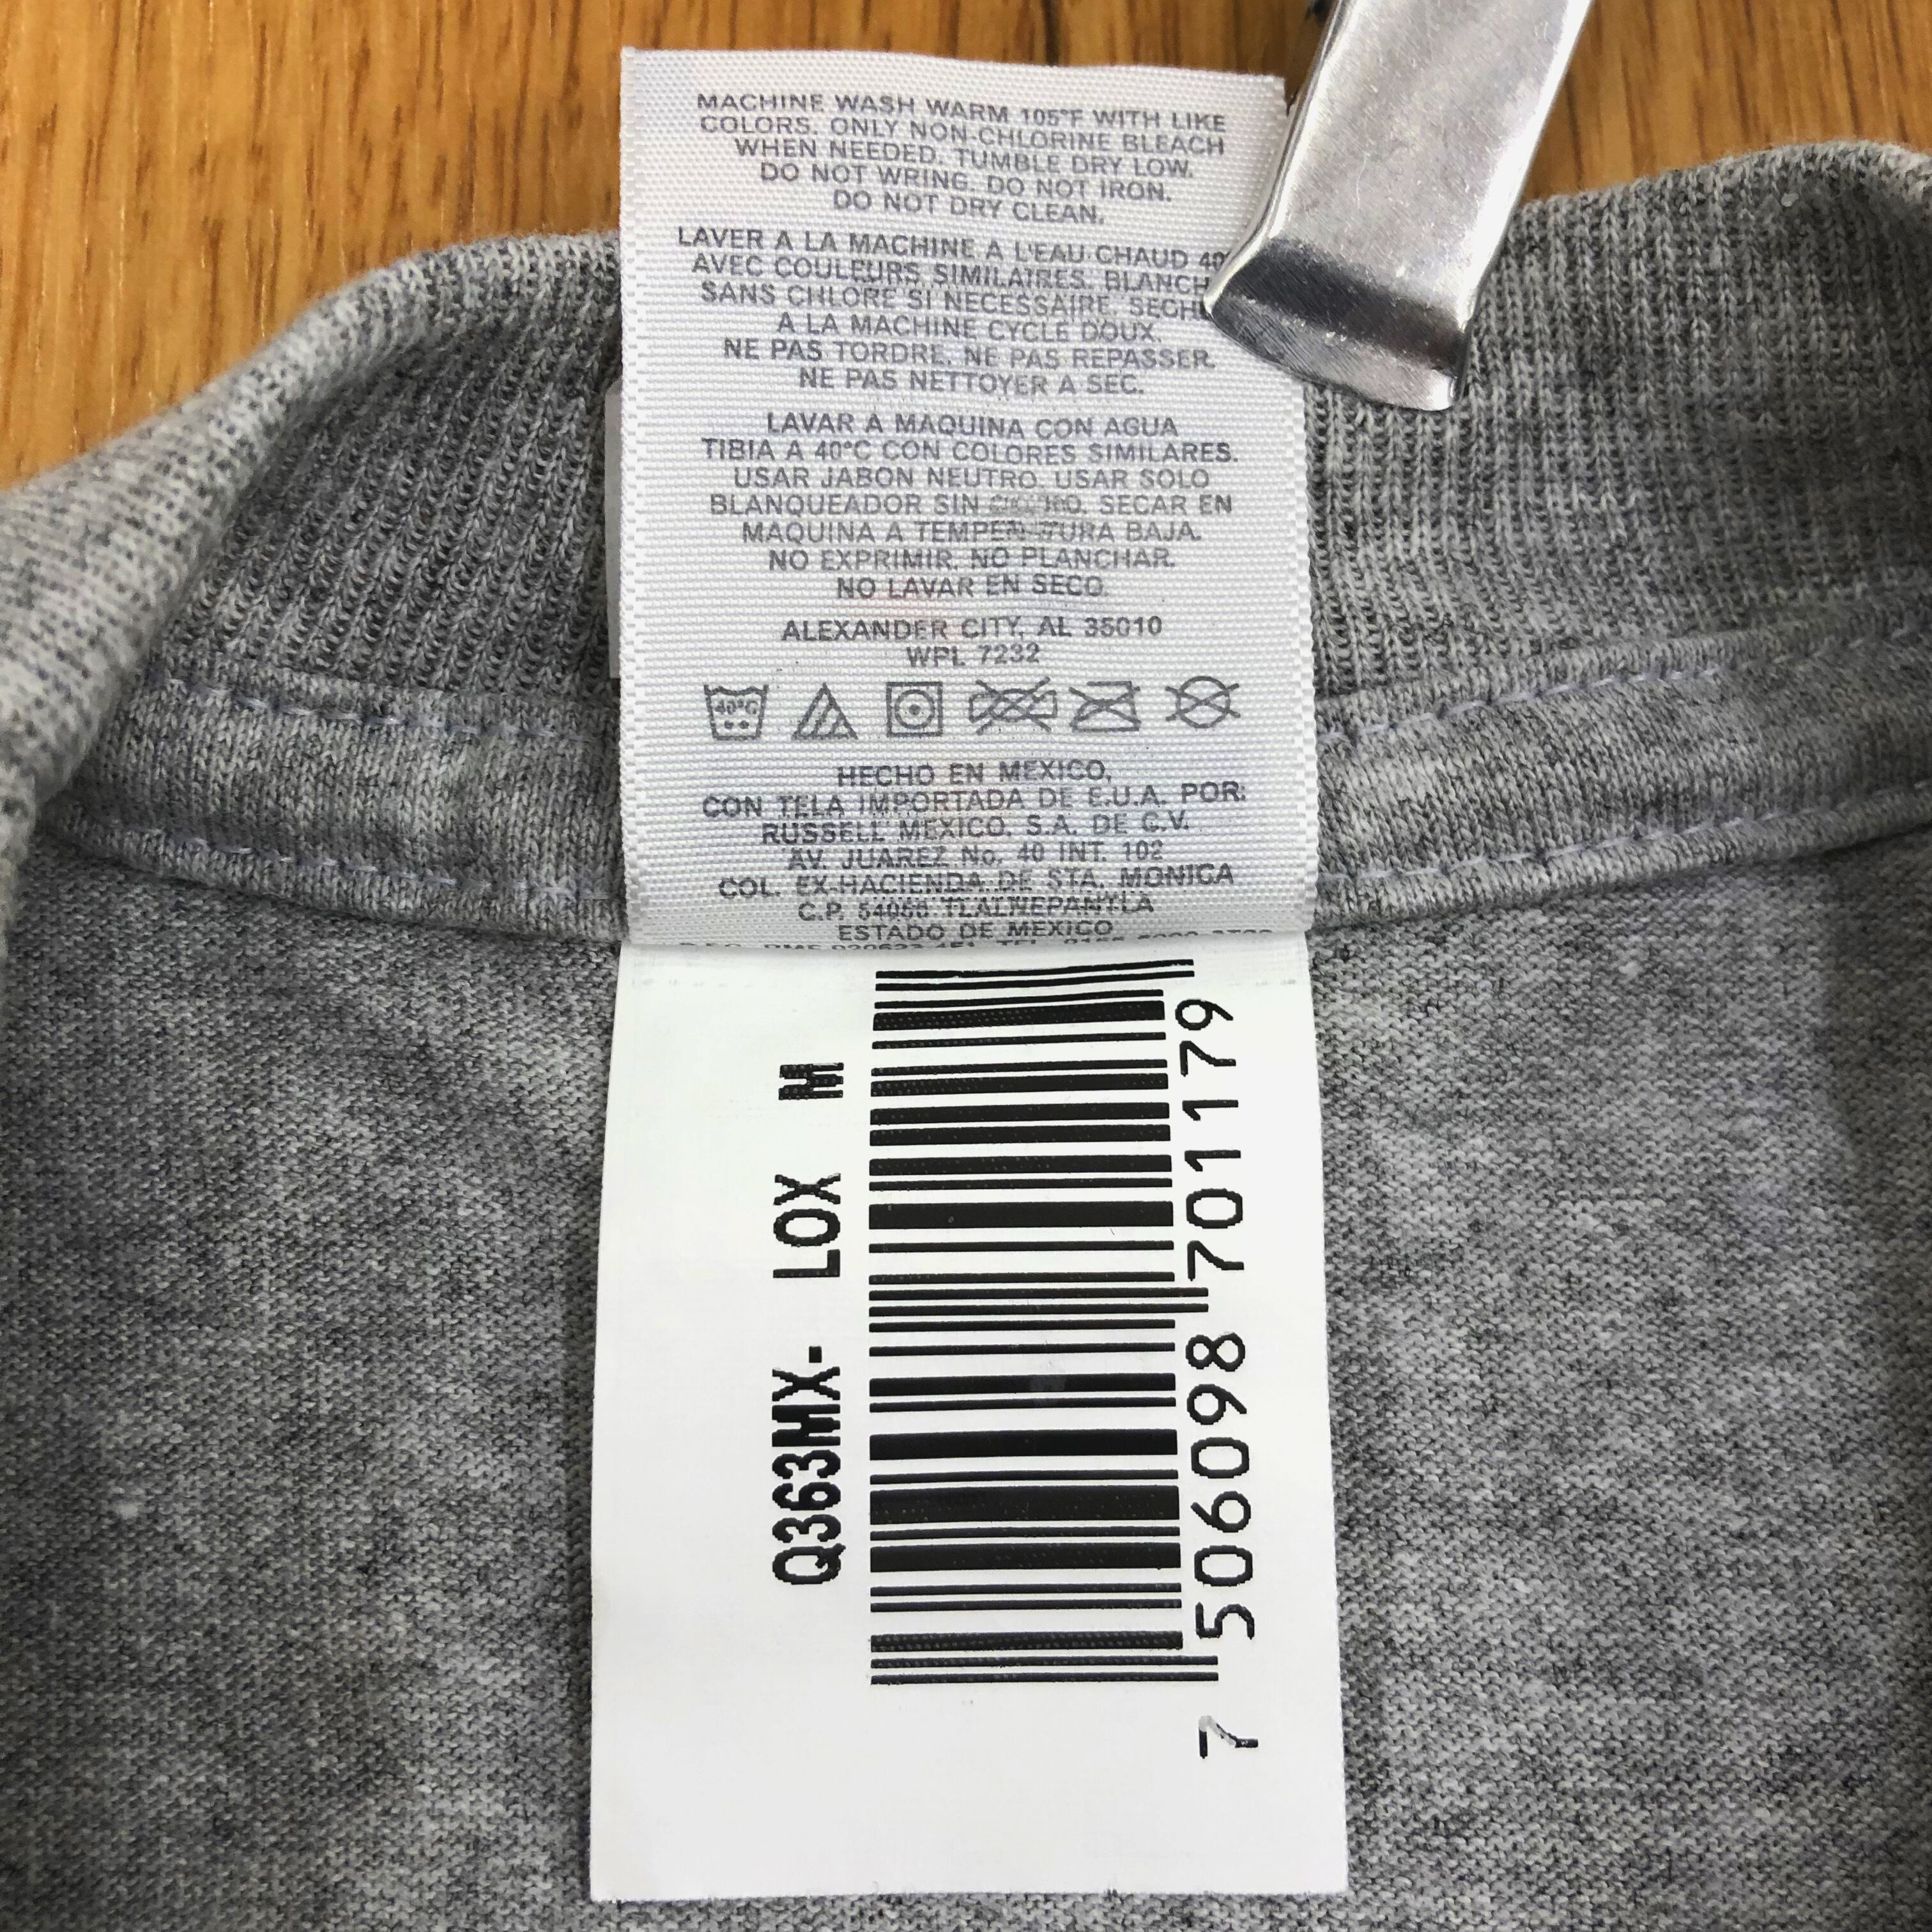 MACHINE WASH WARM 105°F WITH LIKE
COLORS. ONLY NON-CHLORINE BLEACH
WHEN NEEDED. TUMBLE DRY LOW.
DO NOT WRING. DO NOT IRON.
DO NOT DRY CLEAN.
LAVER A LA MACHINE A L'EAU CHAUD
AVEC COULEURS SIMILAIRES. BLANCH
SANS CHLORE SI NECESSAIRE. SECH
A LA MACHINE CYCLE DOUX.
NE PAS TORDRE. NE PAS REPASSER.
NE PAS NETTOYER A SEC.
LAVAR A MAQUINA CON AGUA
TIBIA A 40°C CON COLORES SIMILARES.
USAR JABON NEUTRO. USAR SOLO
BLANQUEADOR SIN SECAR EN
MAQUINA A BAJA.
NO EXPRIMIR. NO PLANCHAR.
NO LAVAR EN SECO.
ALEXANDER CITY, AL 35010
WPL 7232
40°C
HECHO EN MEXICO,
CON TELA IMPORTADA DE E.U.A. POR:
RUSSELL MEXICO, S.A. DE C.V.
AV. JUAREZ No. 40 INT. 102
COL. EX-HACIENDA DE STA. MONICA
C.P. 54050 TLALNEPANTLA
ESTADO DE MEXICO
Q363MX- LOX M
7 506098 701179